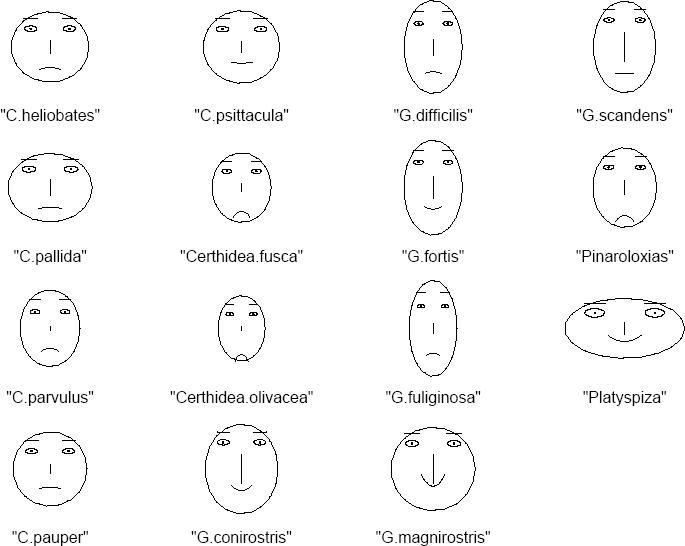 "C.heliobates" "C.psittacula" "G.difficilis" "G.scandens"
"C.pallida" "Certhidea.fusca" "G.fortis" "Pinaroloxias"
"C.parvulus" "Certhidea.olivacea" "G.fuliginosa" "Platyspiza"
"C.pauper" "G.conirostris" "G.magnirostris"